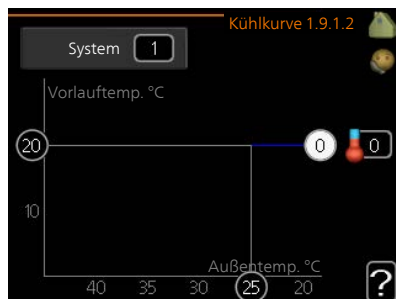 Kühlkurve 1.9.1.2
System 1
Vorlauftemp. °C
20
0
0
10
Außentemp. °C
40 35 30 25 20
?